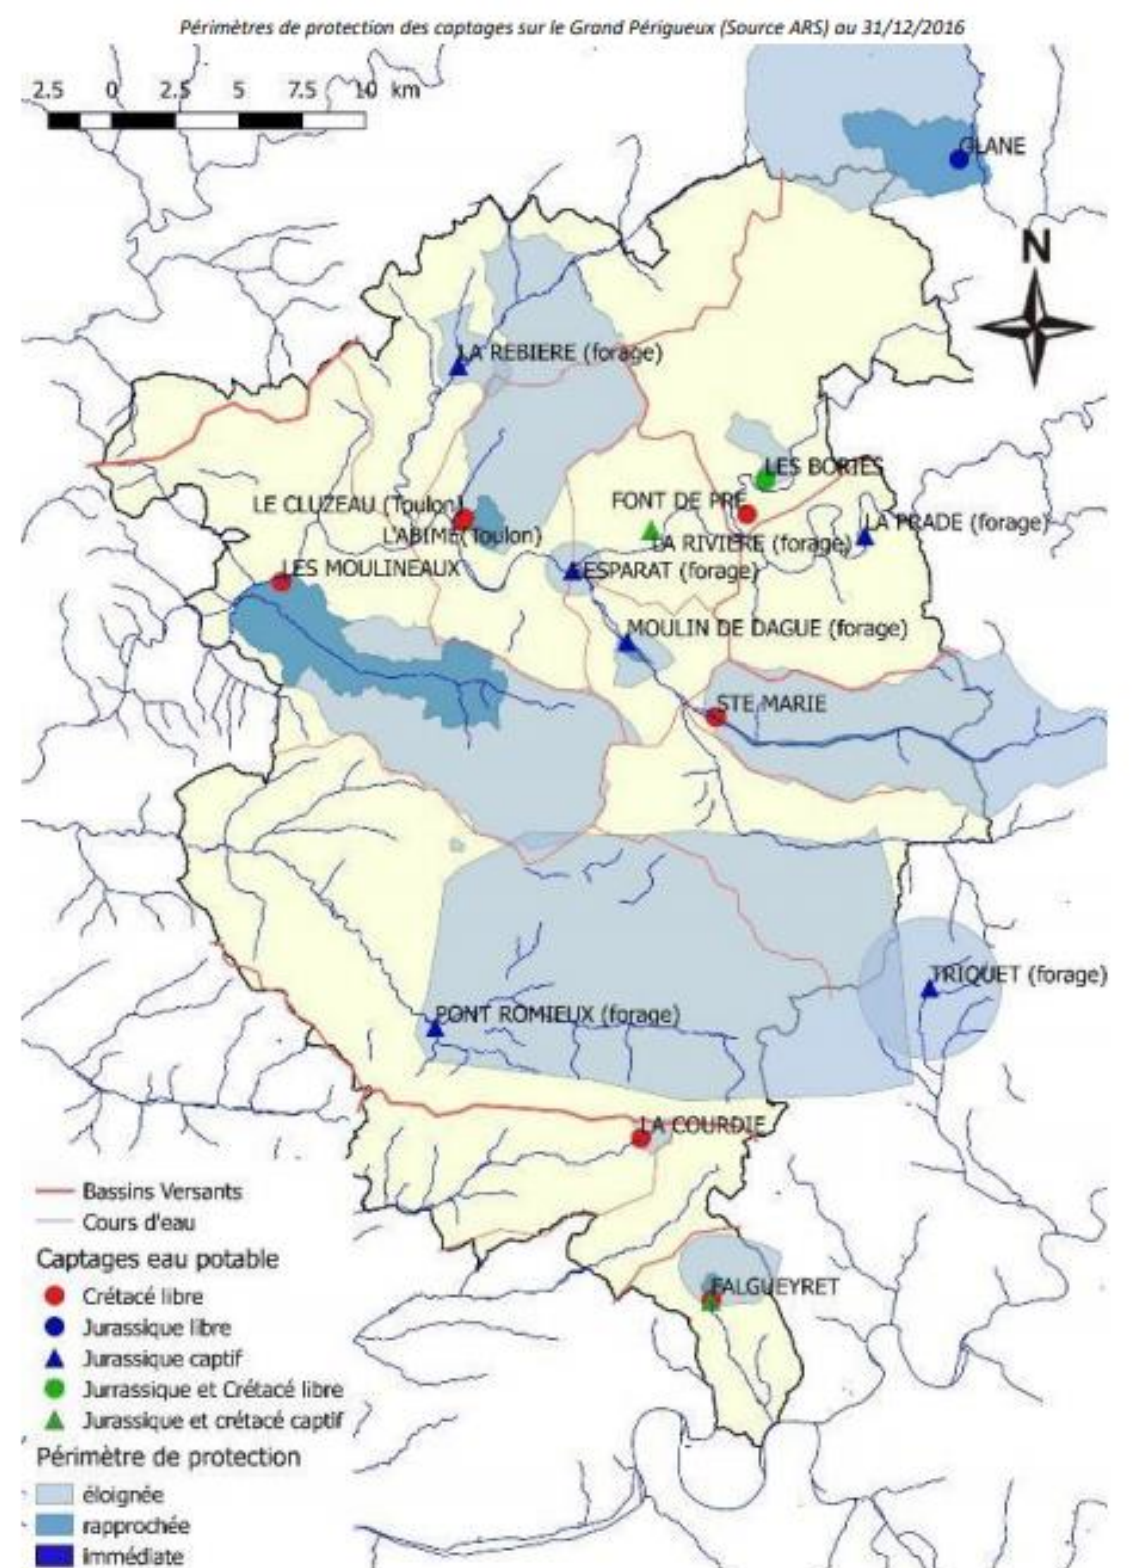 Périmètres de protection des captages sur le Grand Périgueux (Source ARS) au 31/12/2016
2.5 0 2.5 5 7.5 10 km
GLANE
N
LA REBIERE (forage)
LES BORIES
LE CLUZEAU (Toulon)
FONT DE PRE
L'ABIME(Toulon)
LA PRADE (forage)
LA RIVIERE (forage)
LES MOULINEAUX
LESPARAT (forage)
MOULIN DE DAGUE (forage)
STE MARIE
TRIQUET (forage)
PONT ROMIEUX (forage)
LA COURDIE
FALGUEYRET
Bassins Versants
Cours d'eau
Captages eau potable
Crétacé libre
Jurassique libre
Jurassique captif
Jurrassique et Crétacé libre
Jurassique et crétacé captif
Périmètre de protection
éloignée
rapprochée
immédiate